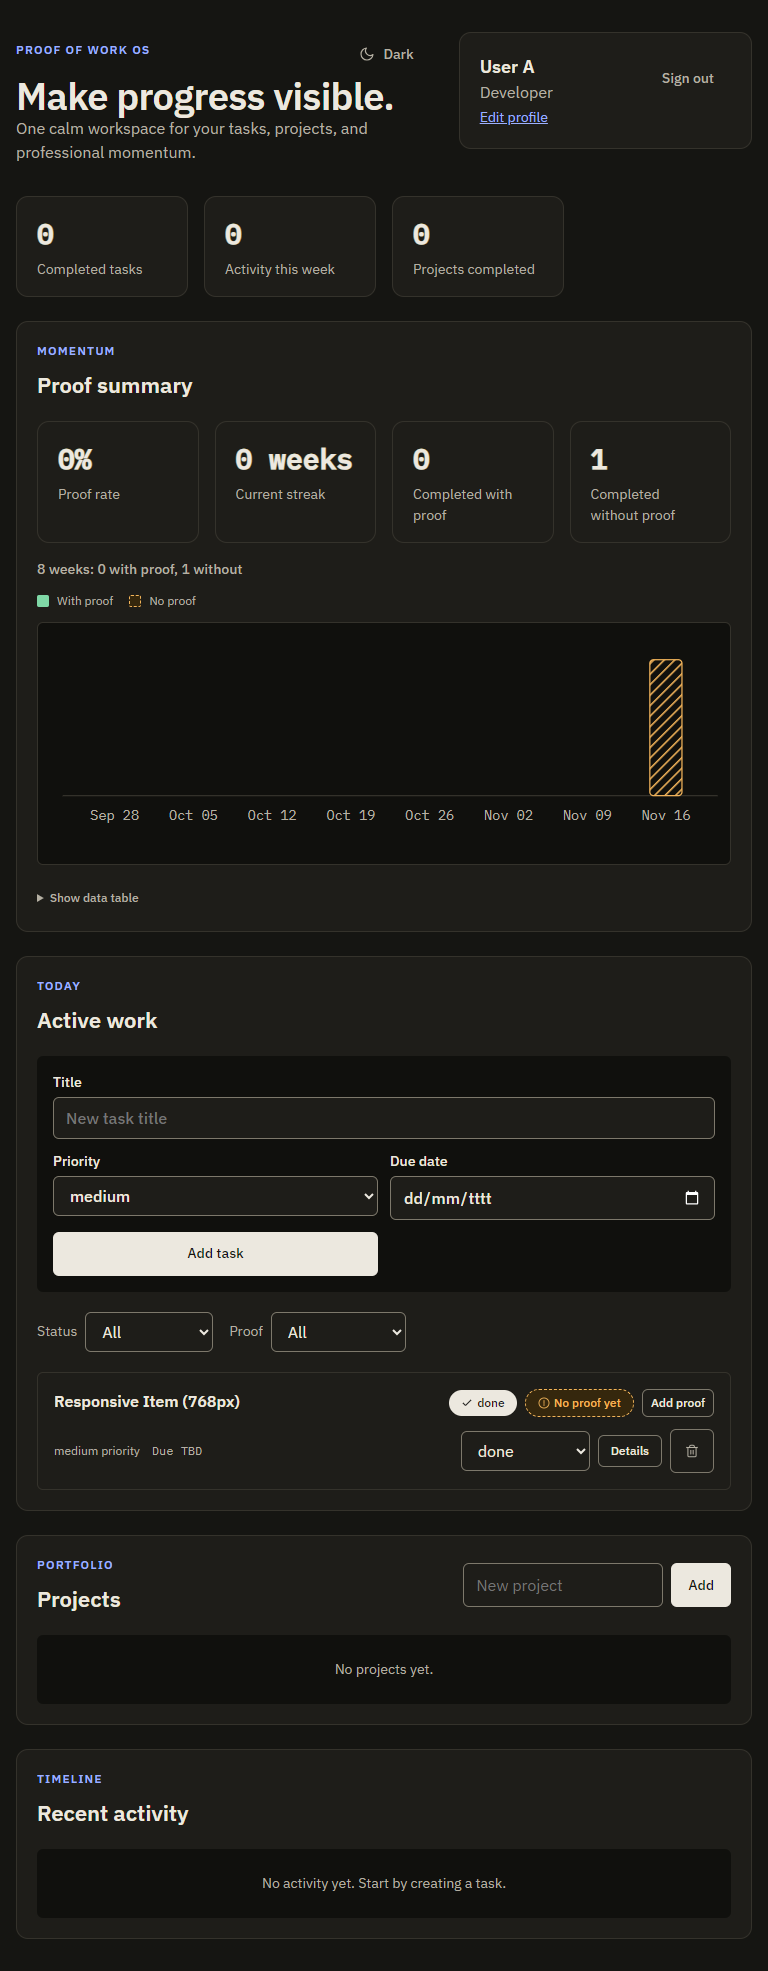 PROOF OF WORK OS
Dark
Make progress visible.
One calm workspace for your tasks, projects, and
professional momentum.
User A
Developer
Edit profile
Sign out
0
Completed tasks
0
Activity this week
0
Projects completed
MOMENTUM
Proof summary
0%
Proof rate
0 weeks
Current streak
0
Completed with
proof
1
Completed
without proof
8 weeks: 0 with proof, 1 without
With proof
No proof
Sep 28 Oct 05 Oct 12 Oct 19 Oct 26 Nov 02 Nov 09 Nov 16
Show data table
TODAY
Active work
Title
New task title
Priority
medium
Due date
dd/mm/tttt
Add task
Status All Proof All
Responsive Item (768px)
done
No proof yet
Add proof
medium priority Due TBD
done
Details
PORTFOLIO
Projects
New project
Add
No projects yet.
TIMELINE
Recent activity
No activity yet. Start by creating a task.